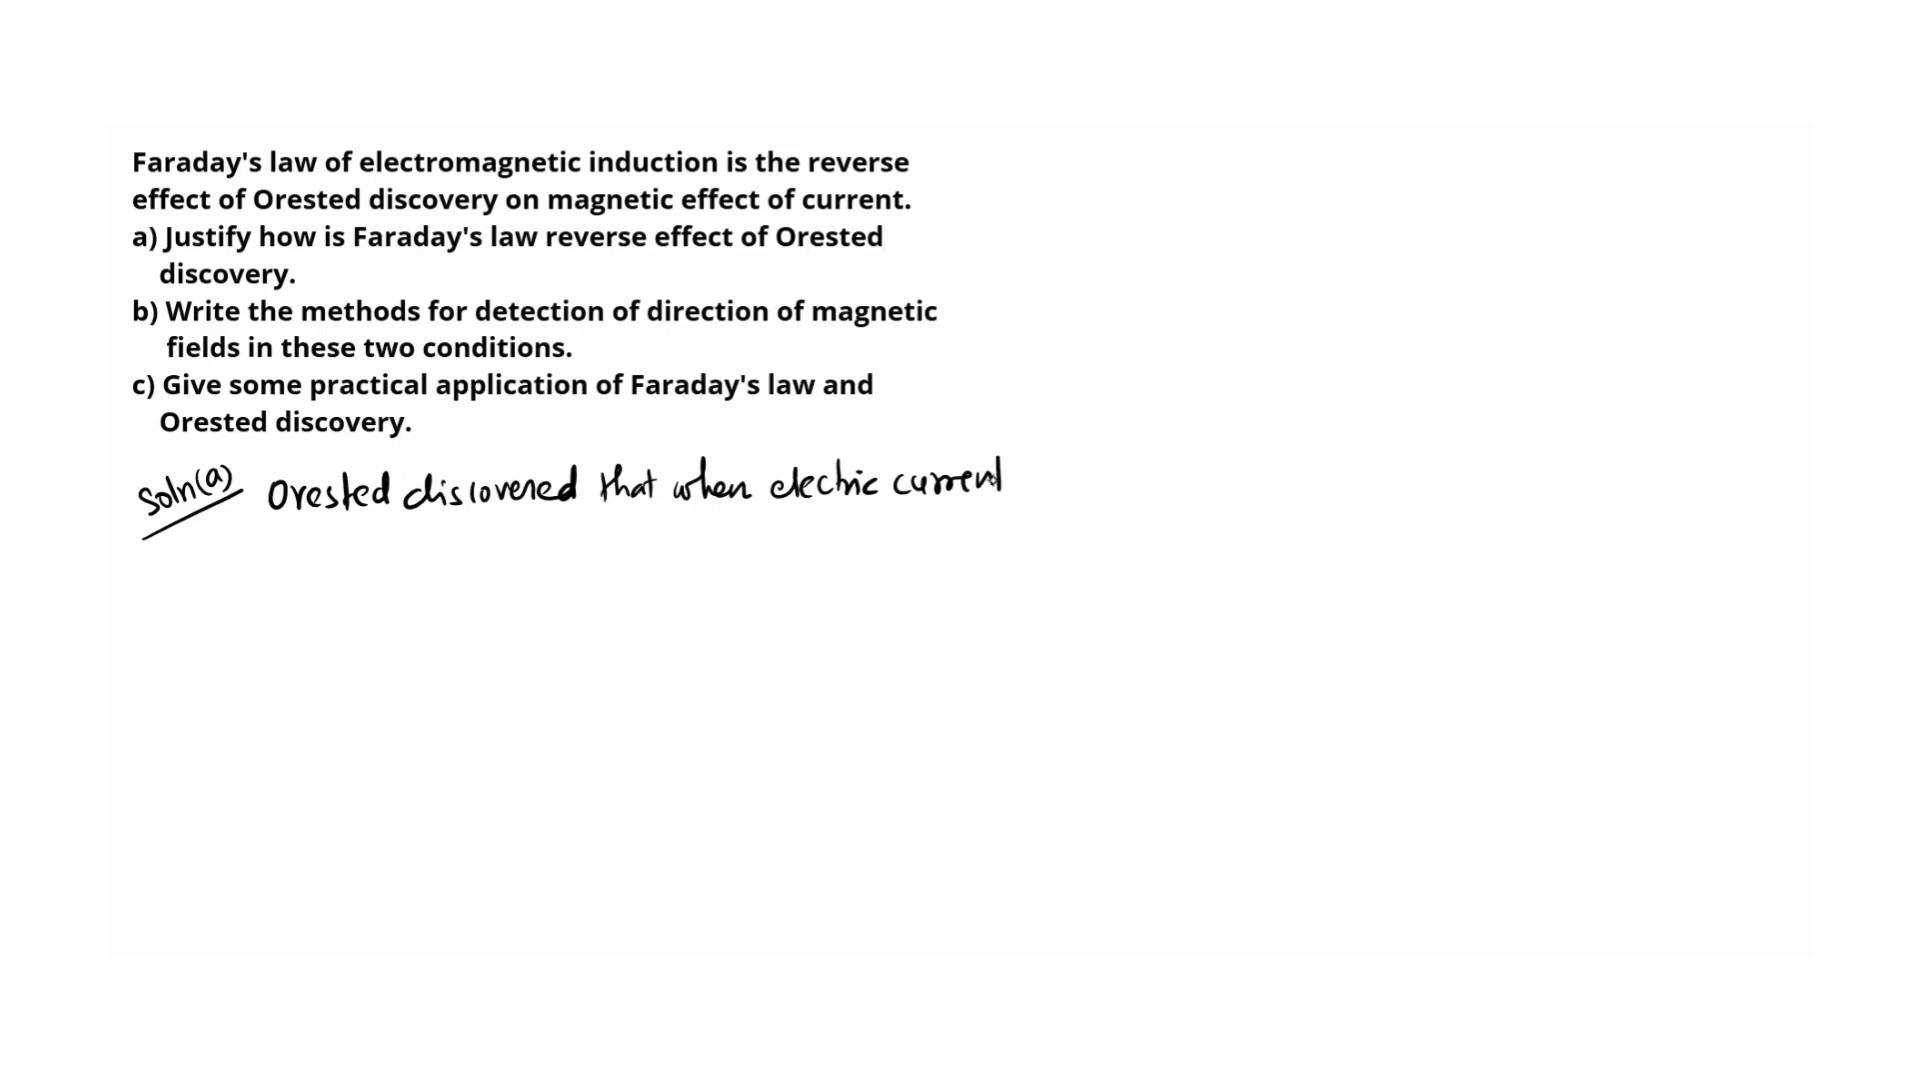 Faraday's law of electromagnetic induction is the reverse
effect of Orested discovery on magnetic effect of current.
a) Justify how is Faraday's law reverse effect of Orested
discovery.
b) Write the methods for detection of direction of magnetic
fields in these two conditions.
c) Give some practical application of Faraday's law and
Orested discovery.
Soln(a) Orested discovered that when electric current